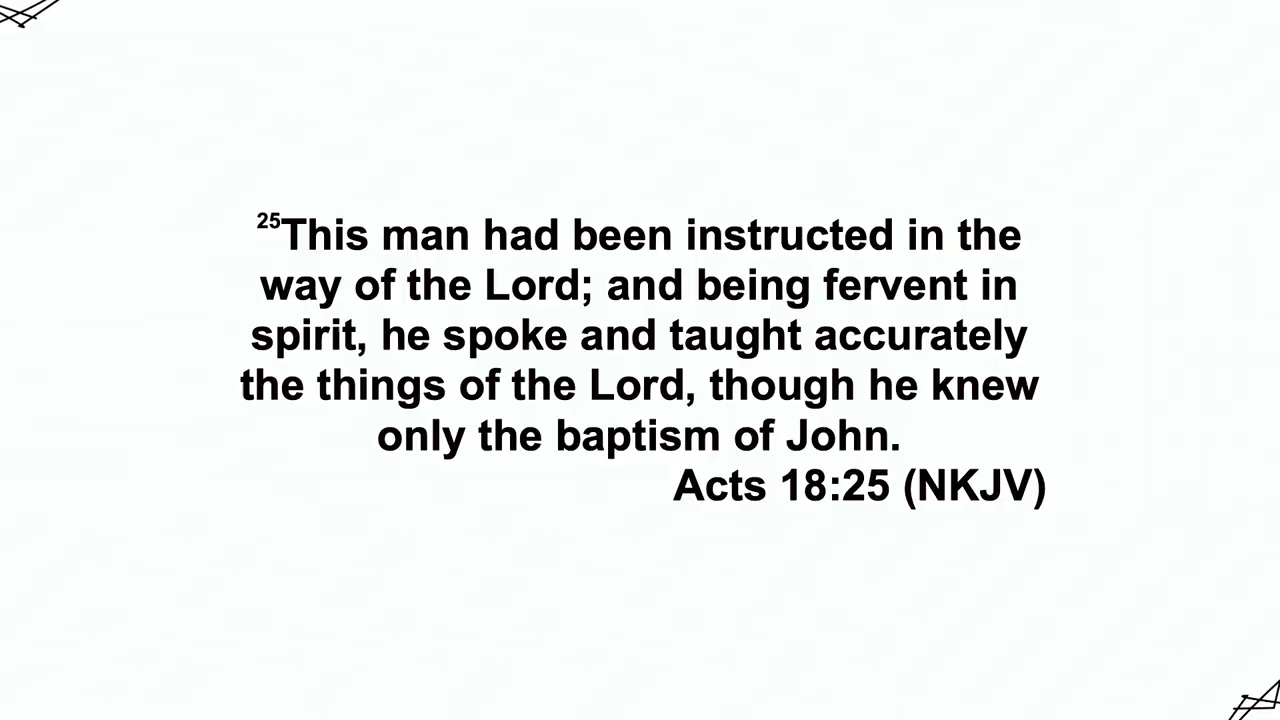 25This man had been instructed in the
way of the Lord; and being fervent in
spirit, he spoke and taught accurately
the things of the Lord, though he knew
only the baptism of John.
Acts 18:25 (NKJV)